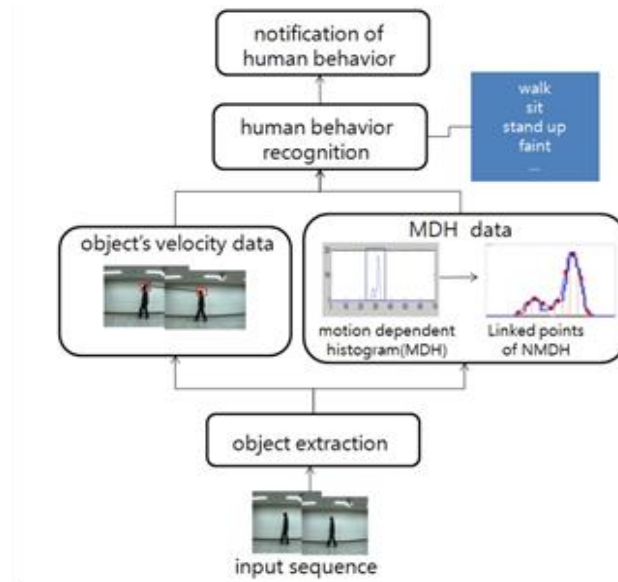 notification of
human behavior
human behavior
recognition
walk
sit
stand up
faint
...
object's velocity data
MDH data
motion dependent
histogram(MDH)
Linked points
of NMDH
object extraction
input sequence